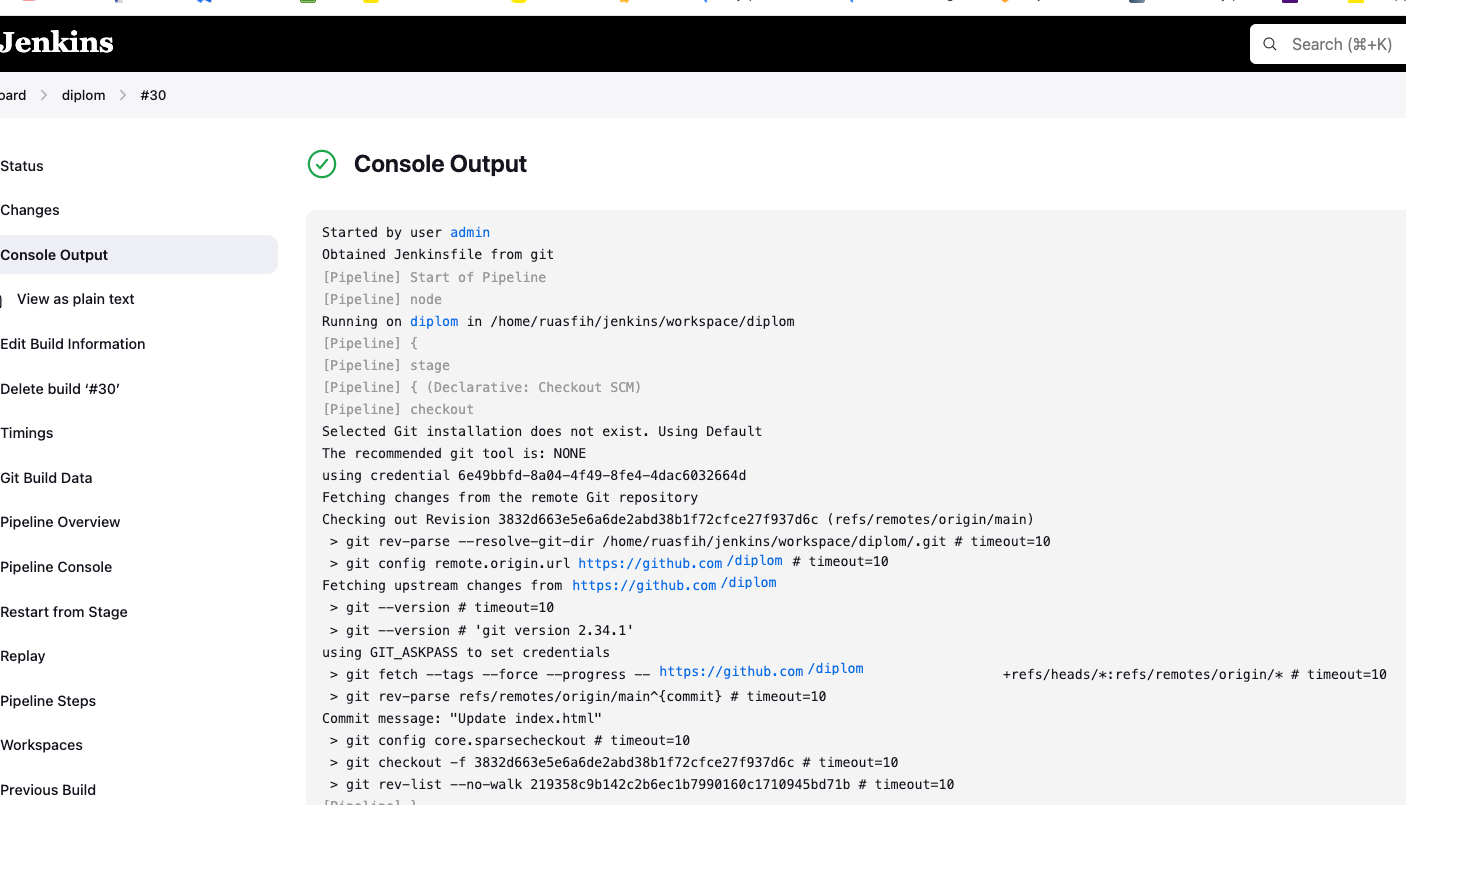 Jenkins
Search (⌘+K)
oard > diplom > #30
Status
Changes
Console Output
View as plain text
Edit Build Information
Delete build ‘#30’
Timings
Git Build Data
Pipeline Overview
Pipeline Console
Restart from Stage
Replay
Pipeline Steps
Workspaces
Previous Build
Console Output
Started by user admin
Obtained Jenkinsfile from git
[Pipeline] Start of Pipeline
[Pipeline] node
Running on diplom in /home/ruasfih/jenkins/workspace/diplom
[Pipeline] {
[Pipeline] stage
[Pipeline] { (Declarative: Checkout SCM)
[Pipeline] checkout
Selected Git installation does not exist. Using Default
The recommended git tool is: NONE
using credential 6e49bbfd-8a04-4f49-8fe4-4dac6032664d
Fetching changes from the remote Git repository
Checking out Revision 3832d663e5e6a6de2abd38b1f72cfce27f937d6c (refs/remotes/origin/main)
> git rev-parse --resolve-git-dir /home/ruasfih/jenkins/workspace/diplom/.git # timeout=10
> git config remote.origin.url https://github.com /diplom # timeout=10
Fetching upstream changes from https://github.com /diplom
> git --version # timeout=10
> git --version # 'git version 2.34.1'
using GIT_ASKPASS to set credentials
> git fetch --tags --force --progress -- https://github.com /diplom +refs/heads/*:refs/remotes/origin/* # timeout=10
> git rev-parse refs/remotes/origin/main^{commit} # timeout=10
Commit message: "Update index.html"
> git config core.sparsecheckout # timeout=10
> git checkout -f 3832d663e5e6a6de2abd38b1f72cfce27f937d6c # timeout=10
> git rev-list --no-walk 219358c9b142c2b6ec1b7990160c1710945bd71b # timeout=10
[Pipeline] }